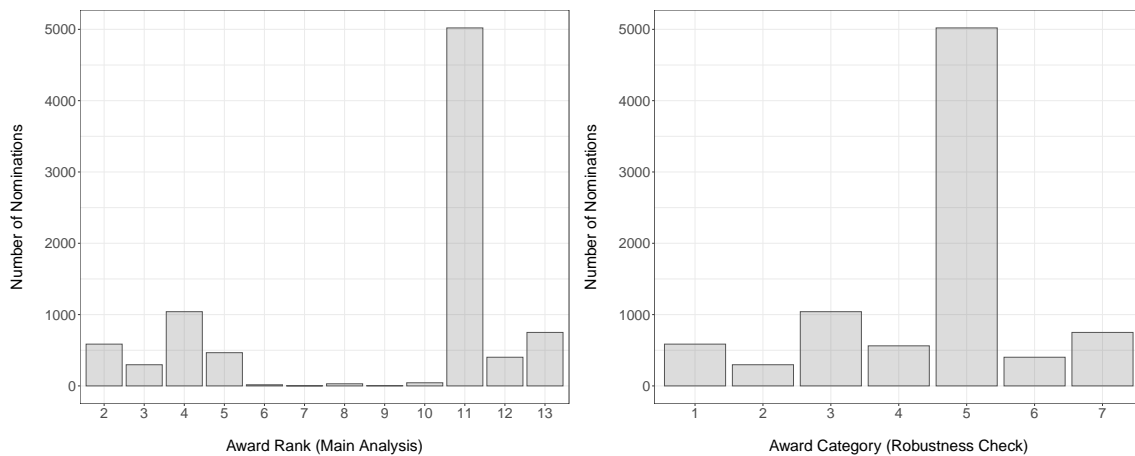 Number of Nominations
5000
4000
3000
2000
1000
0
2 3 4 5 6 7 8 9 10 11 12 13
Award Rank (Main Analysis)
Number of Nominations
5000
4000
3000
2000
1000
0
1 2 3 4 5 6 7
Award Category (Robustness Check)